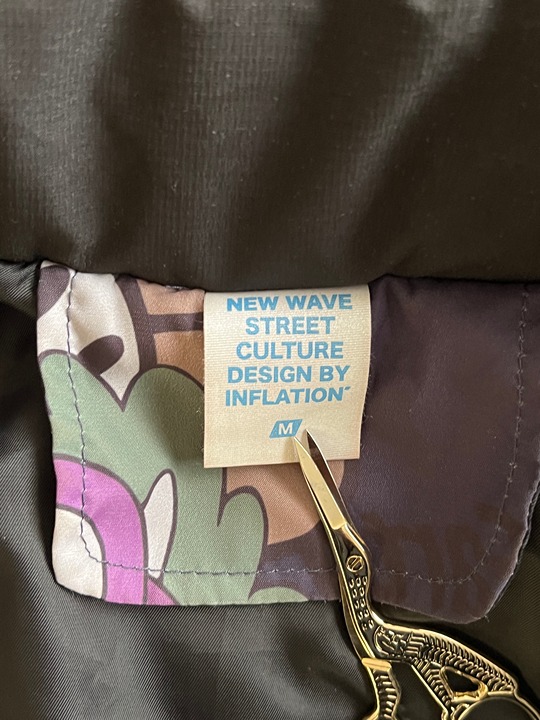 NEW WAVE
STREET
CULTURE
DESIGN BY
INFLATION
M